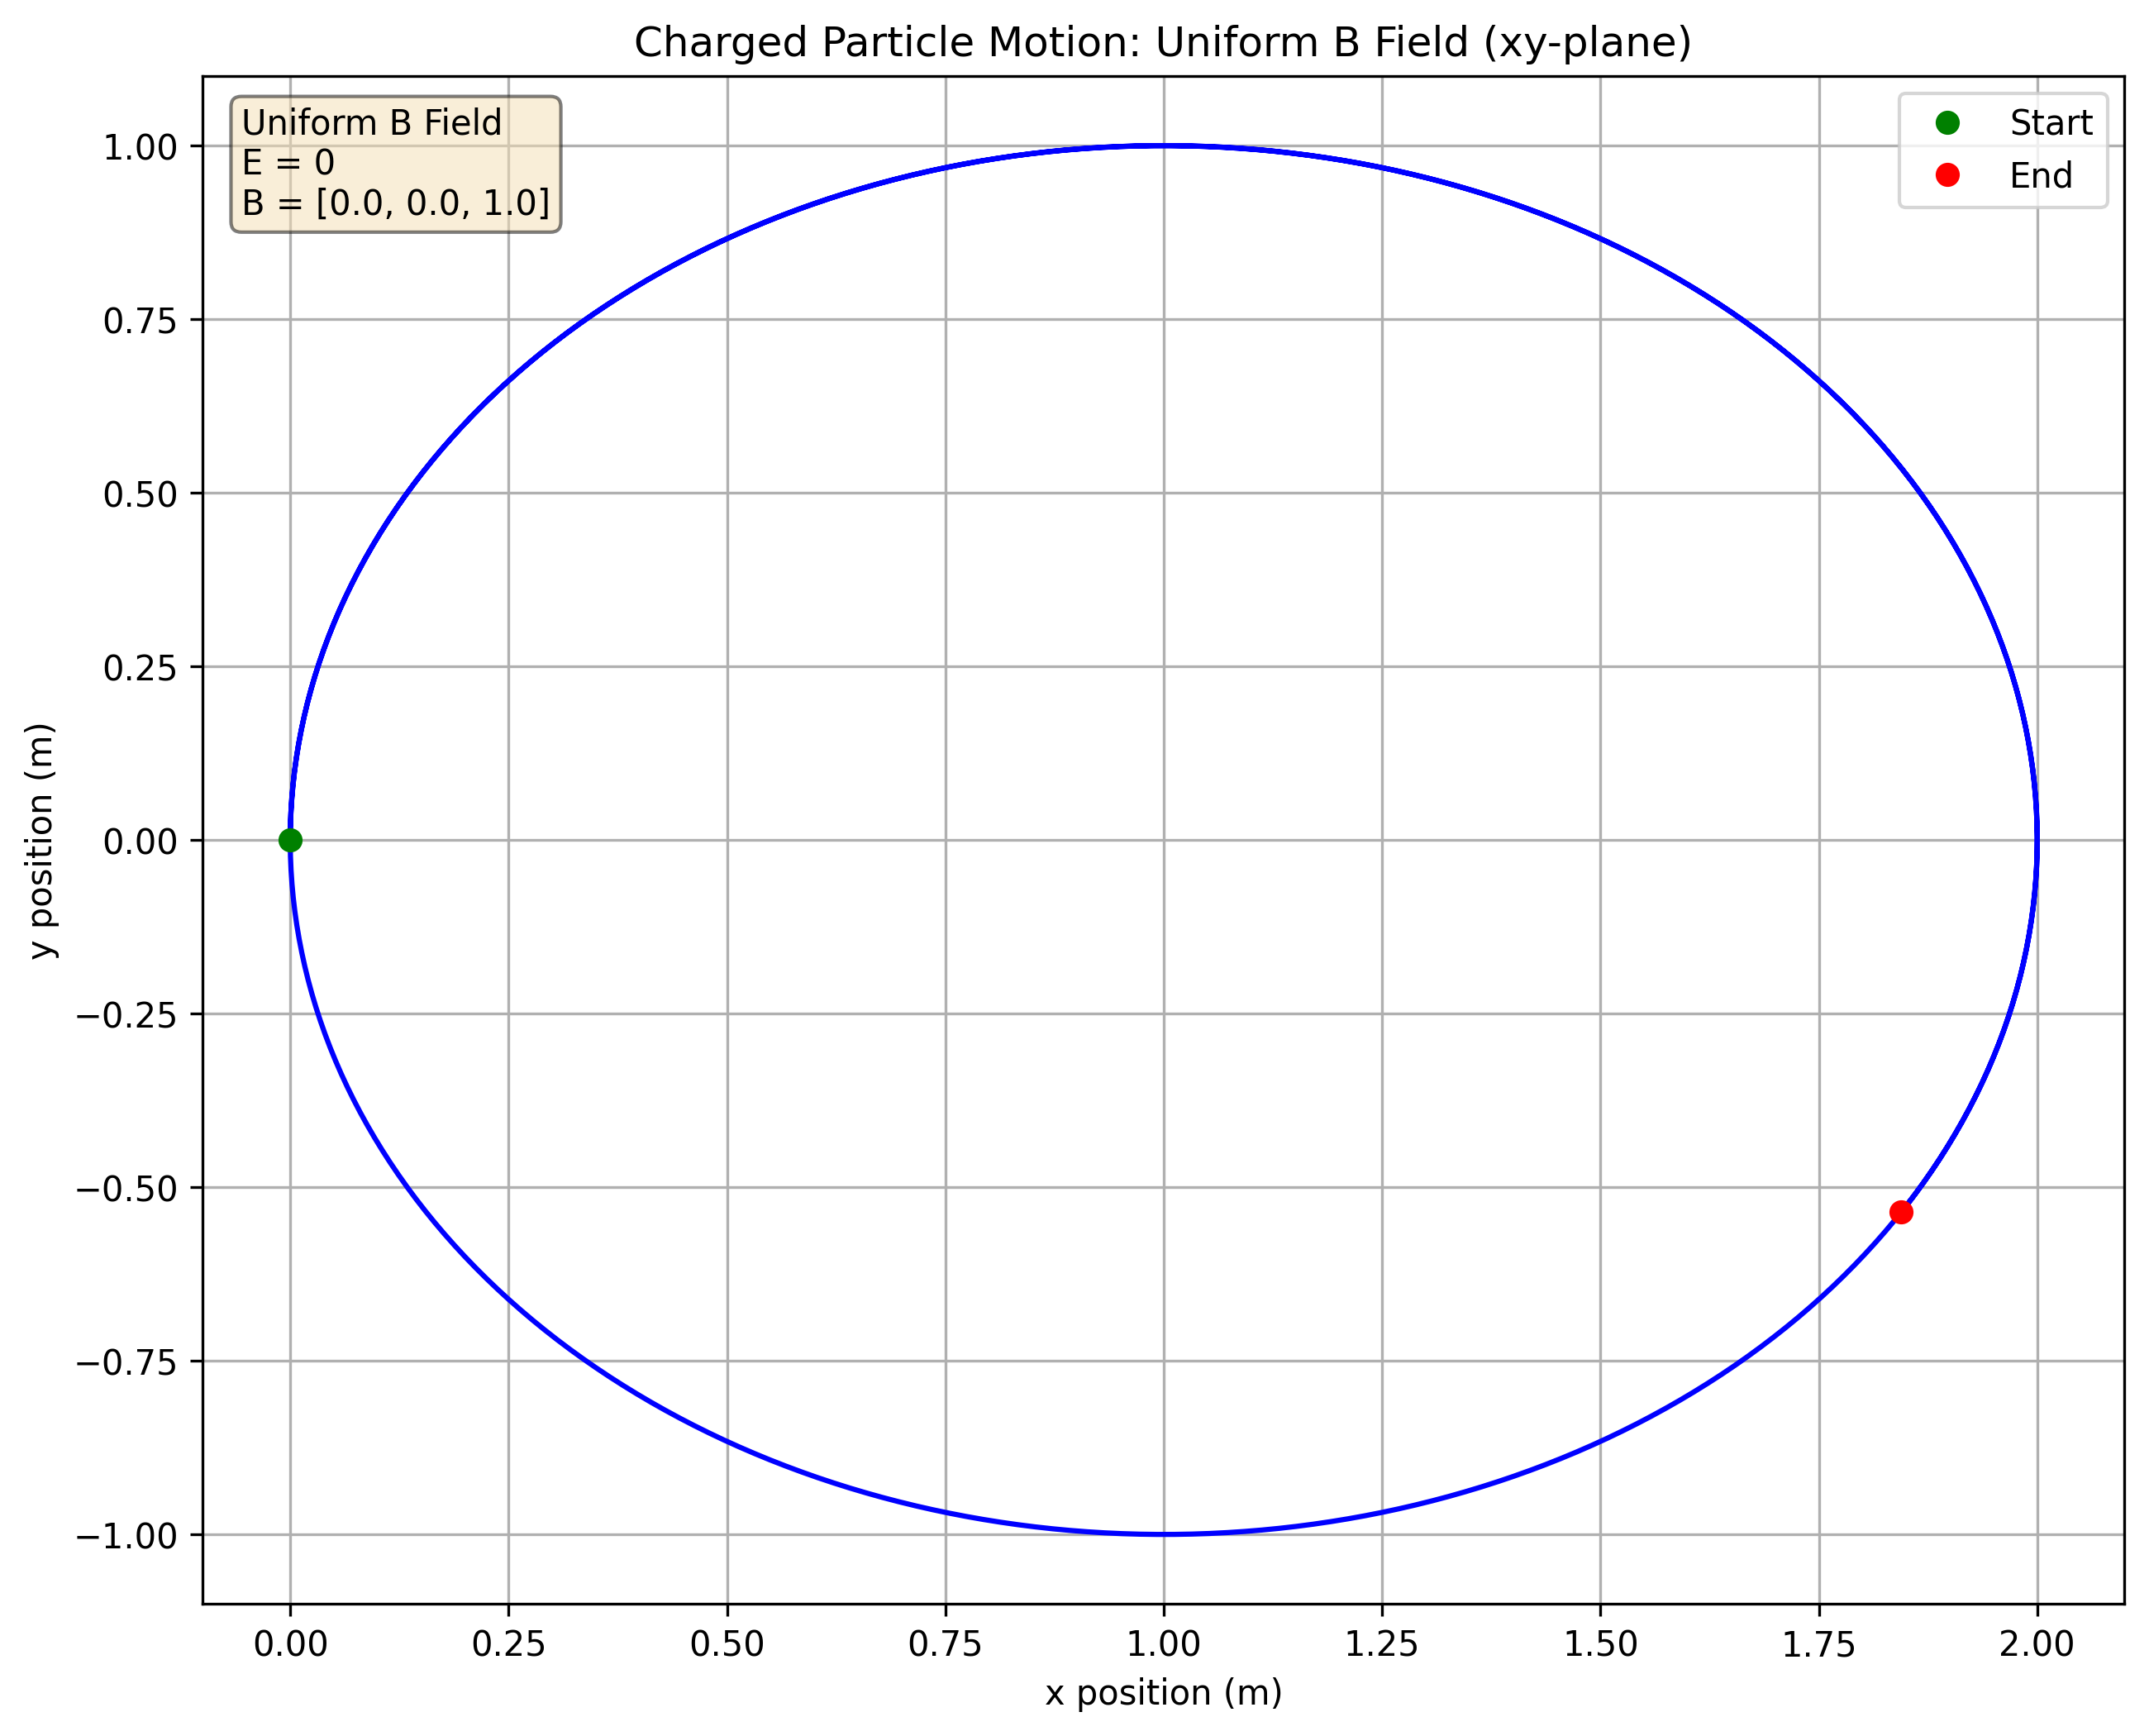 Charged Particle Motion: Uniform B Field (xy-plane)
Uniform B Field
E = 0
B = [0.0, 0.0, 1.0]
Start
End
1.00
0.75
0.50
0.25
0.00
−0.25
−0.50
−0.75
−1.00
y position (m)
0.00 0.25 0.50 0.75 1.00 1.25 1.50 1.75 2.00
x position (m)